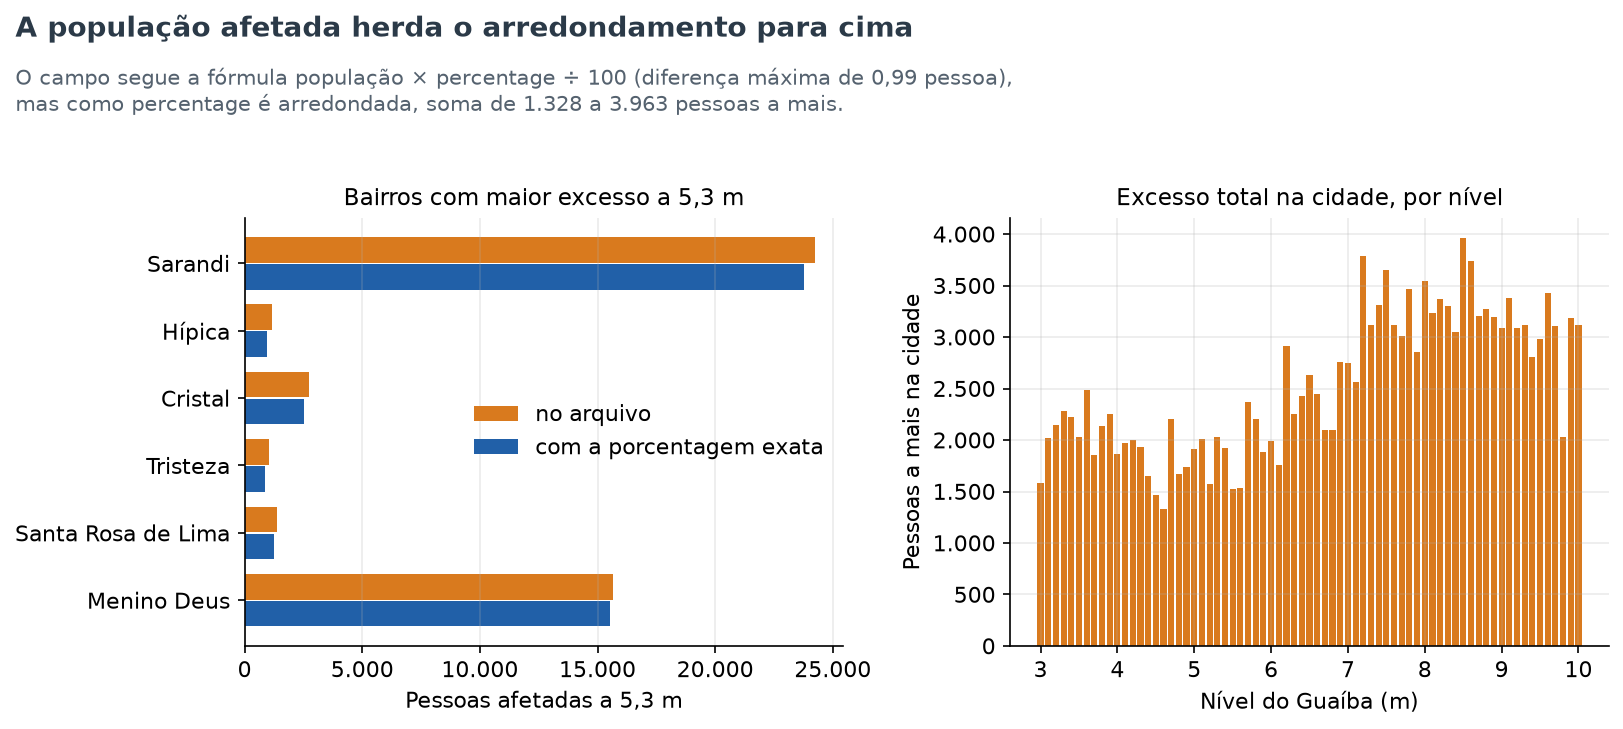 A população afetada herda o arredondamento para cima
O campo segue a fórmula população × percentage ÷ 100 (diferença máxima de 0,99 pessoa),
mas como percentage é arredondada, soma de 1.328 a 3.963 pessoas a mais.
Bairros com maior excesso a 5,3 m
Sarandi
Hípica
Cristal
Tristeza
Santa Rosa de Lima
Menino Deus
no arquivo
com a porcentagem exata
0 5.000 10.000 15.000 20.000 25.000
Pessoas afetadas a 5,3 m
Excesso total na cidade, por nível
Pessoas a mais na cidade
4.000
3.500
3.000
2.500
2.000
1.500
1.000
500
0
3 4 5 6 7 8 9 10
Nível do Guaíba (m)